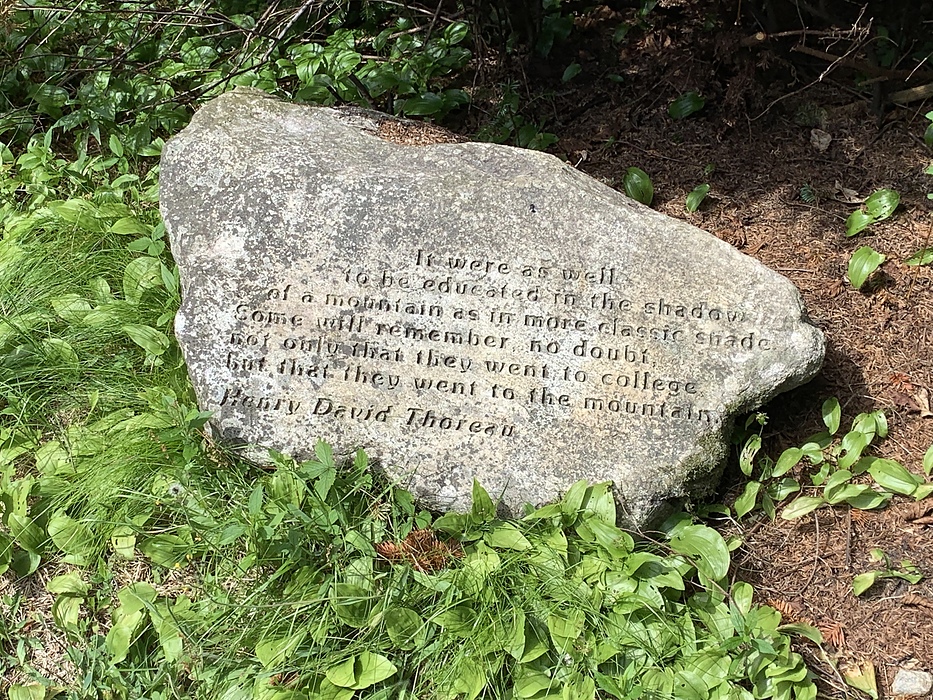 It were as well
to be educated in the shadow
of a mountain as in more classic shade
Some will remember, no doubt,
not only that they went to college
but that they went to the mountain.
Henry David Thoreau